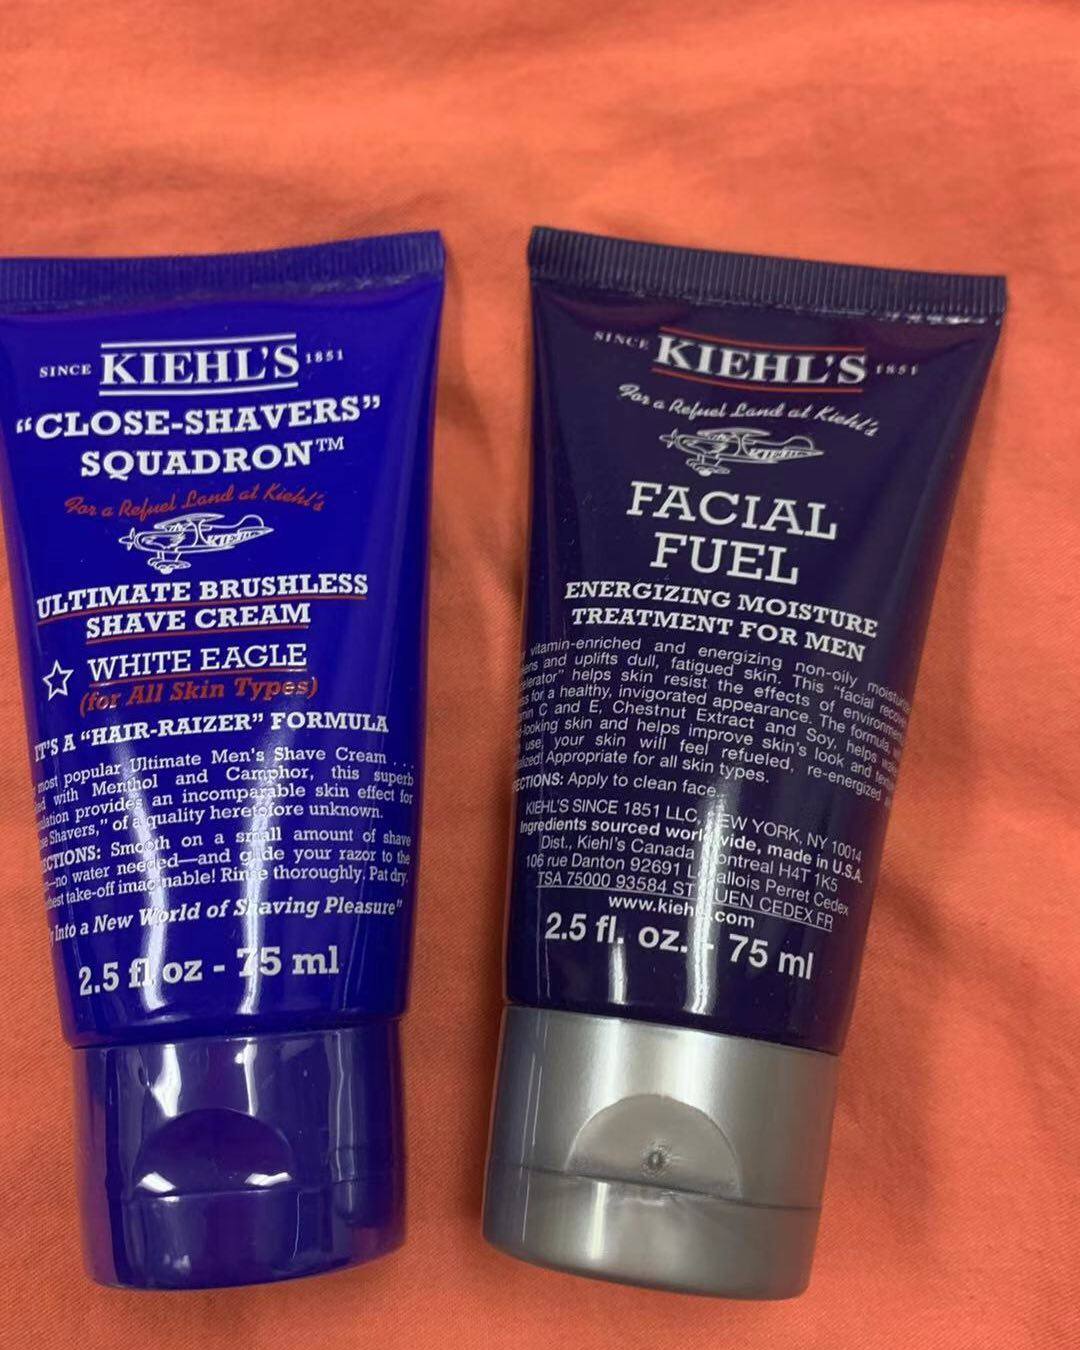 SINCE KIEHL'S 1851
"CLOSE-SHAVERS"
SQUADRON™
For a Refuel Land at Kiehl's
KIEHL'S
ULTIMATE BRUSHLESS
SHAVE CREAM
WHITE EAGLE
(for All Skin Types)
IT'S A "HAIR-RAIZER" FORMULA
most popular Ultimate Men's Shave Cream . . .
with Menthol and Camphor, this superb
provides an incomparable skin effect for
Shavers," of a quality heretofore unknown.
Smooth on a small amount of shave
—no water needed—and glide your razor to the
take-off imaginable! Rinse thoroughly. Pat dry.
Into a New World of Shaving Pleasure"
2.5 fl oz - 75 ml
SINCE KIEHL'S 1851
For a Refuel Land at Kiehl's
KIEHL'S
FACIAL
FUEL
ENERGIZING MOISTURE
TREATMENT FOR MEN
vitamin-enriched and energizing non-oily
and uplifts dull, fatigued skin. This "facial
helps skin resist the effects of
for a healthy, invigorated appearance. The formula,
C and E, Chestnut Extract and Soy, helps
skin and helps improve skin's look and
use, your skin will feel refueled, re-energized
Appropriate for all skin types.
Apply to clean face.
KIEHL'S SINCE 1851 LLC, NEW YORK, NY 10014
Ingredients sourced worldwide, made in U.S.A.
Dist., Kiehl's Canada Montreal H4T 1K5
106 rue Danton 92691 Levallois Perret Cedex
TSA 75000 93584 ST OUEN CEDEX FR
www.kiehls.com
2.5 fl. oz. - 75 ml